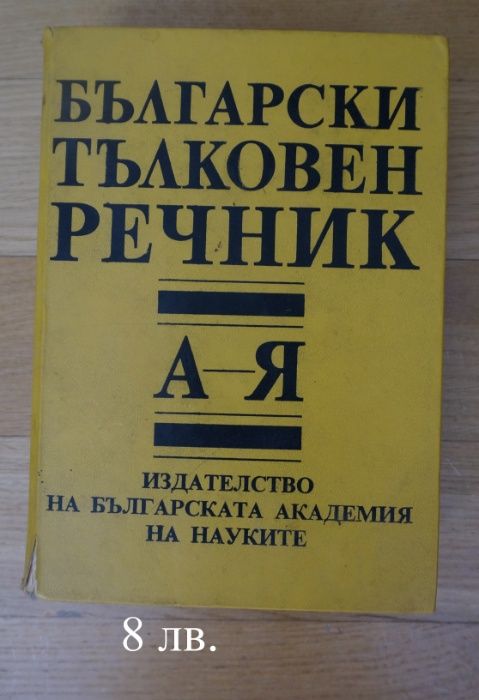 БЪЛГАРСКИ
ТЪЛКОВЕН
РЕЧНИК
А—Я
ИЗДАТЕЛСТВО
НА БЪЛГАРСКАТА АКАДЕМИЯ
НА НАУКИТЕ
8 лв.